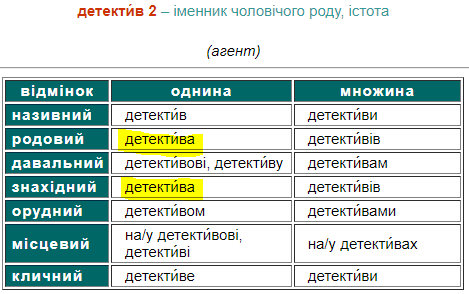 детекти́в 2 – іменник чоловічого роду, істота
(агент)
відмінок однина множина
називний детекти́в детекти́ви
родовий детекти́ва детекти́вів
давальний детекти́вові, детекти́ву детекти́вам
знахідний детекти́ва детекти́вів
орудний детекти́вом детекти́вами
місцевий на/у детекти́вові, детекти́ві на/у детекти́вах
кличний детекти́ве детекти́ви